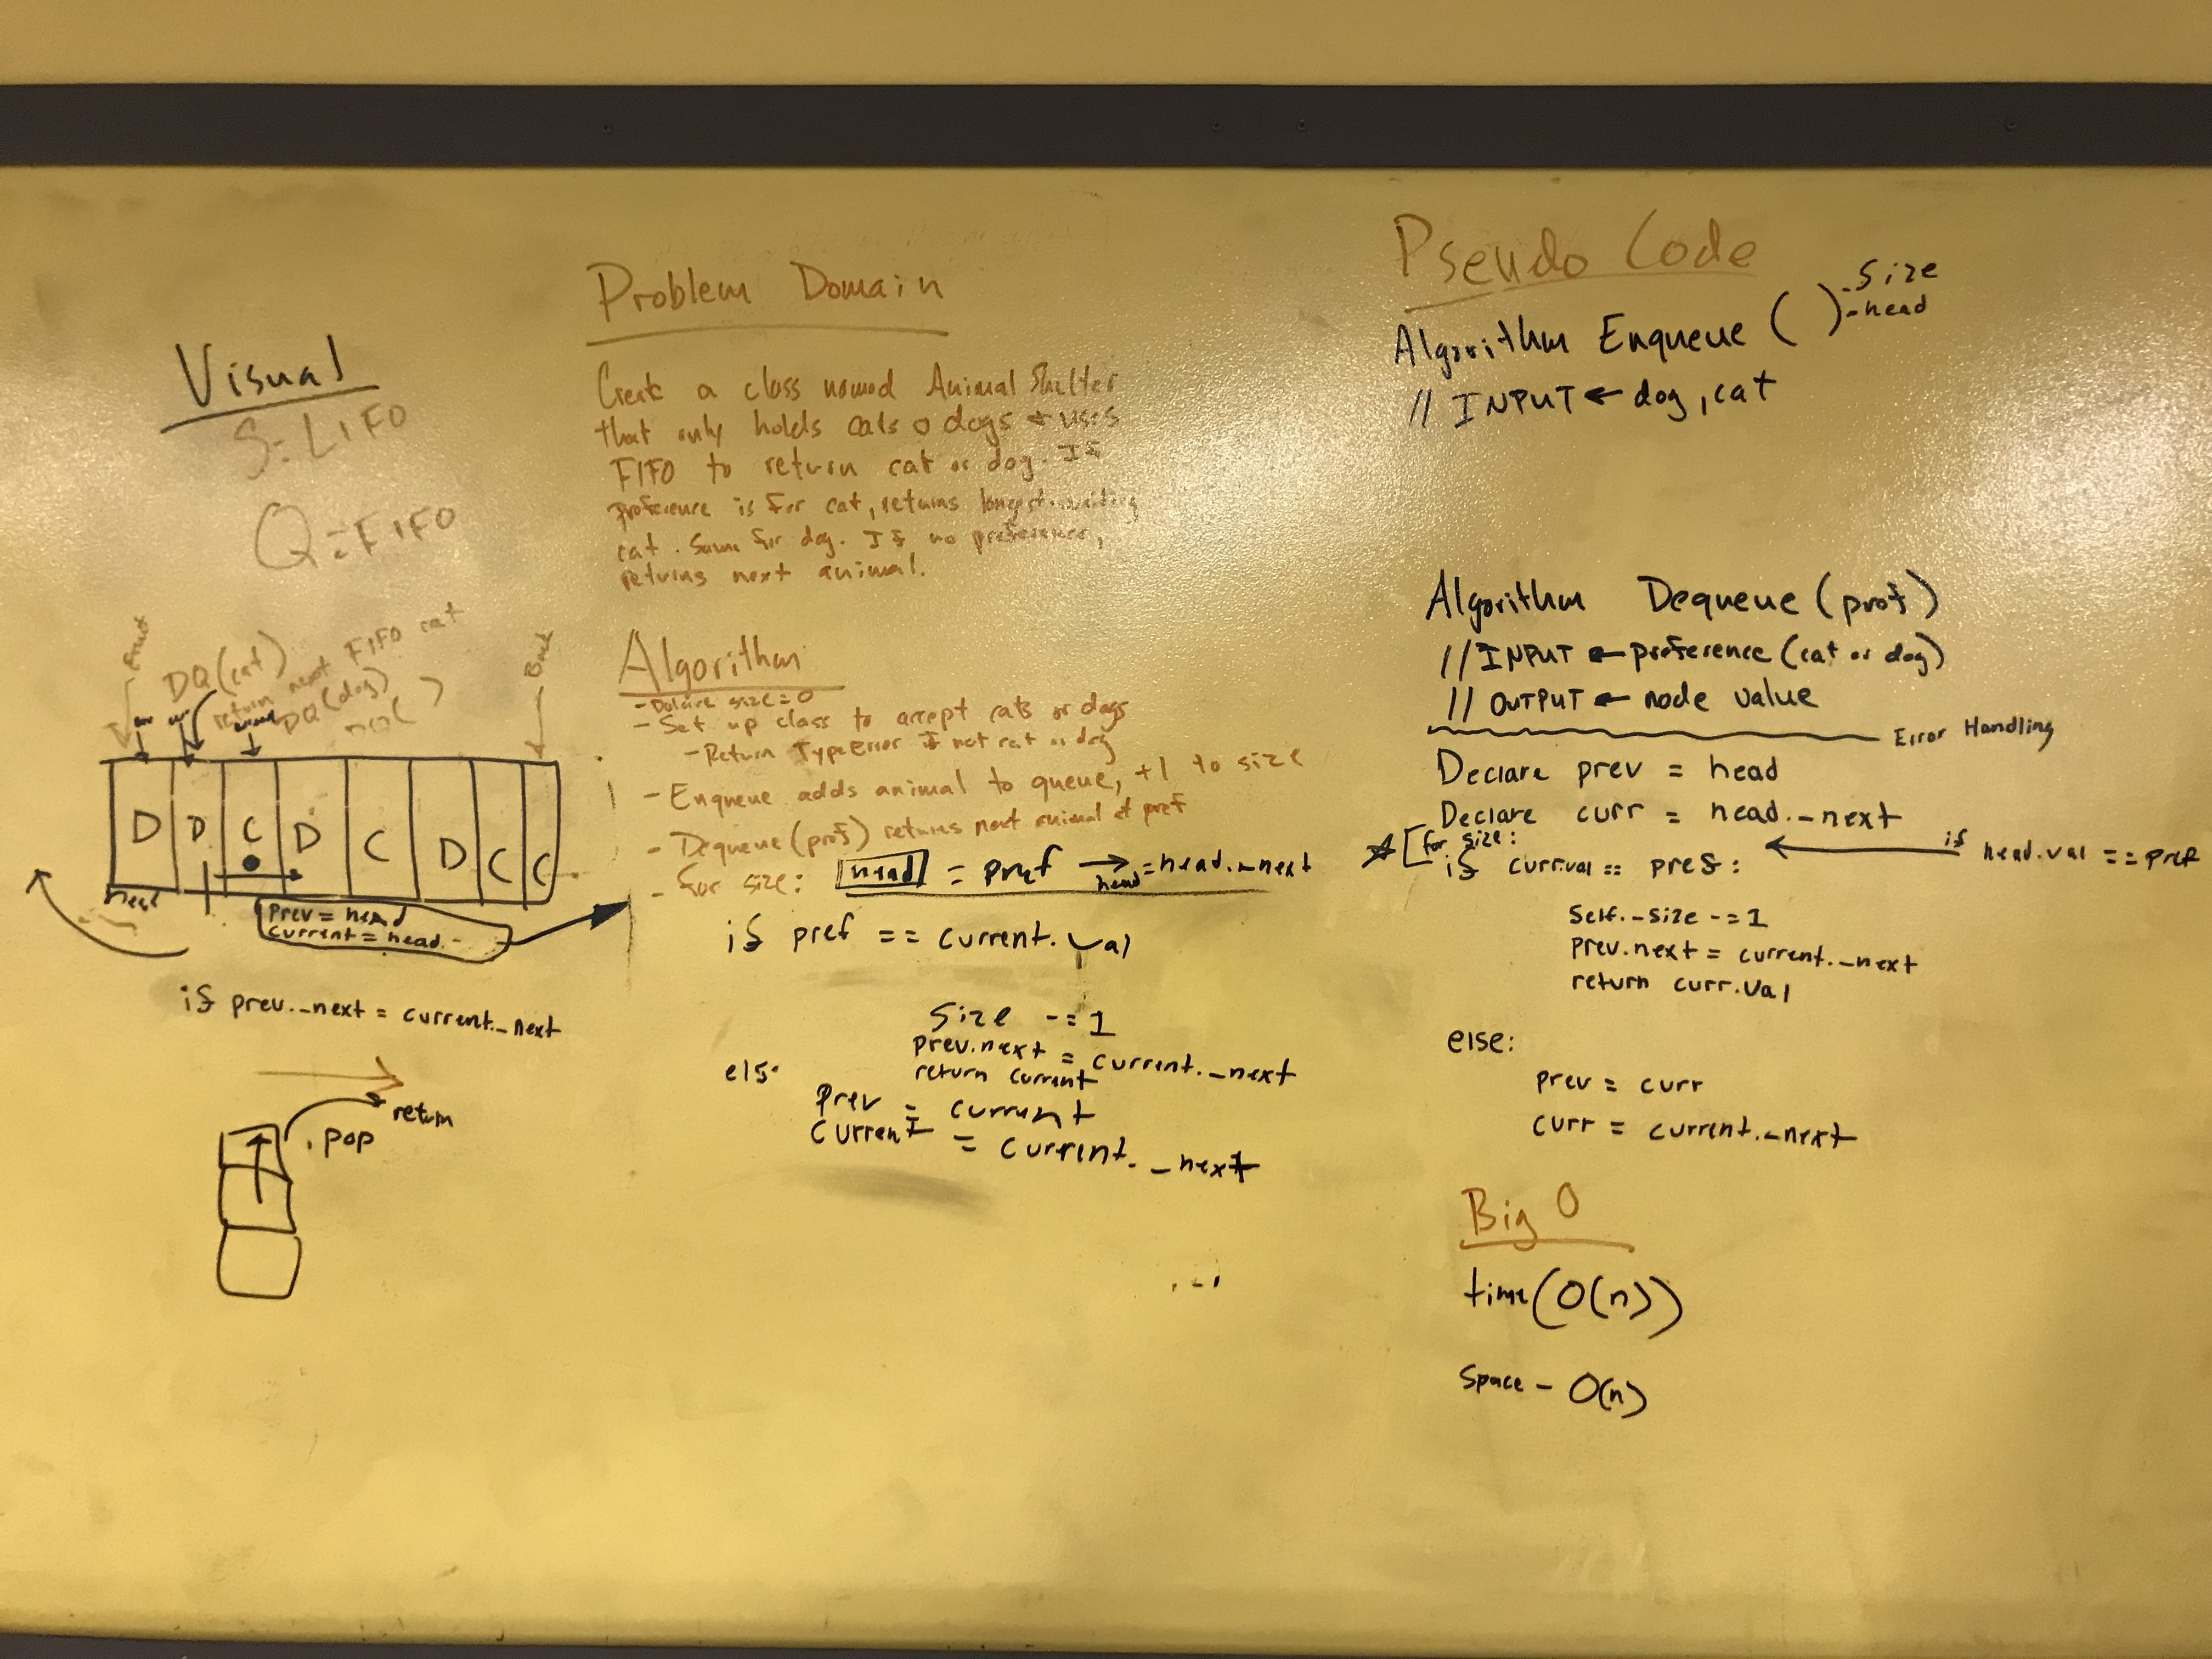 Visual
S = LIFO
Q = FIFO
Front
DQ(cat)
return next FIFO cat
DQ(dog)
DQ( )
Back
D D C D C D C C
head
Prev = head
Current = head.-
if prev._next = current._next
return
.pop
Problem Domain
Create a class named Animal Shelter
that only holds cats o dogs + uses
FIFO to return cat or dog. If
preference is for cat, returns longest-waiting
cat. Same for dog. If no preference,
returns next animal.
Algorithm
- Declare size = 0
- Set up class to accept cats or dogs
- Return TypeError if not cat or dog
- Enqueue adds animal to queue, +1 to size
- Dequeue (pref) returns next animal of pref
- for size: head = pref → head = head._next
if pref == current.val
size -= 1
prev.next = current._next
return current
els
Prev = current
Current = current._next
Pseudo Code
Algorithm Enqueue ( ) -size
-head
// INPUT ← dog, cat
Algorithm Dequeue (pref)
// INPUT ← preference (cat or dog)
// OUTPUT ← node value
Error Handling
Declare prev = head
Declare curr = head._next
for size:
if curr.val == pref: ← if head.val == pref
Self._size -= 1
prev.next = current._next
return curr.val
else:
prev = curr
curr = current._next
Big O
time (O(n))
Space - O(n)